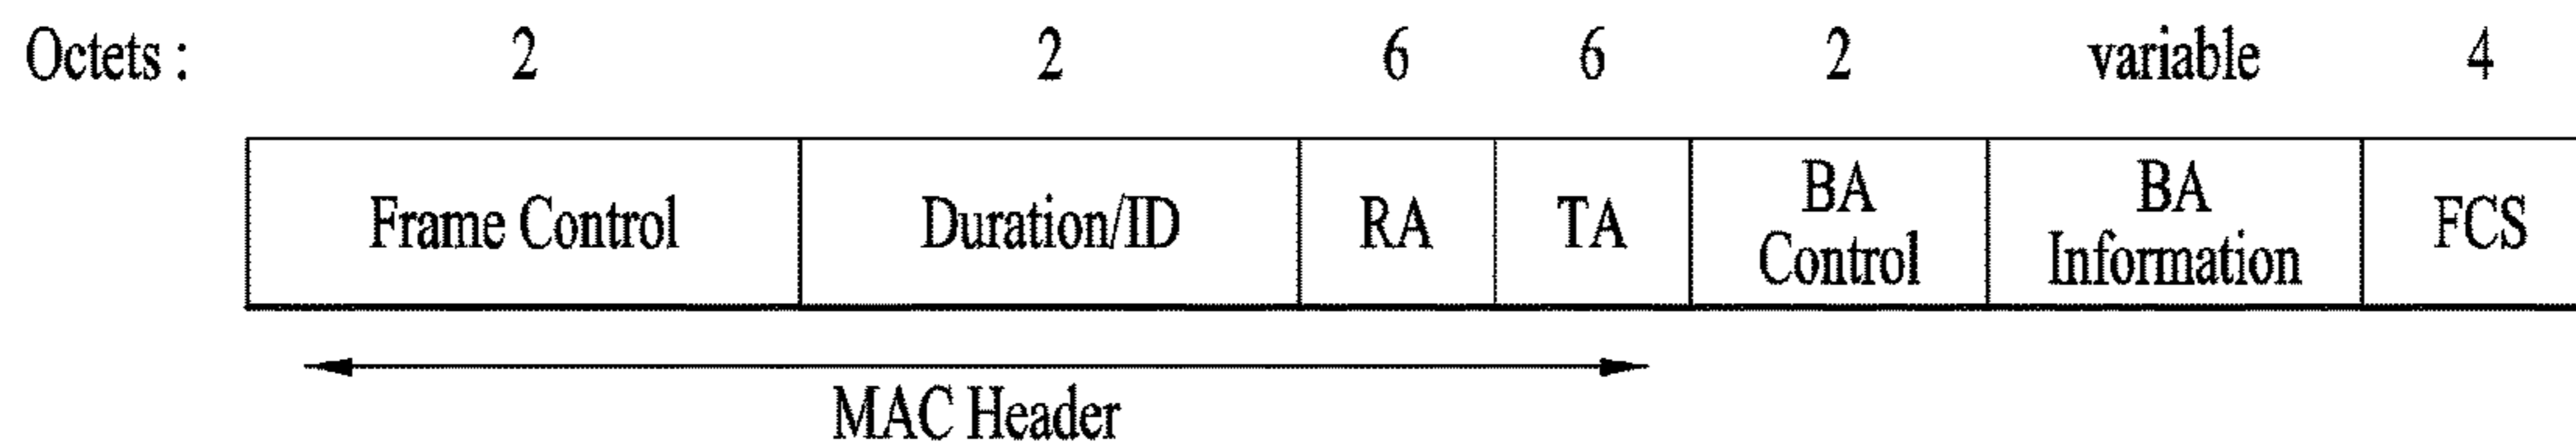 Octets : 2 2 6 6 2 variable 4
Frame Control Duration/ID RA TA BA Control BA Information FCS
MAC Header